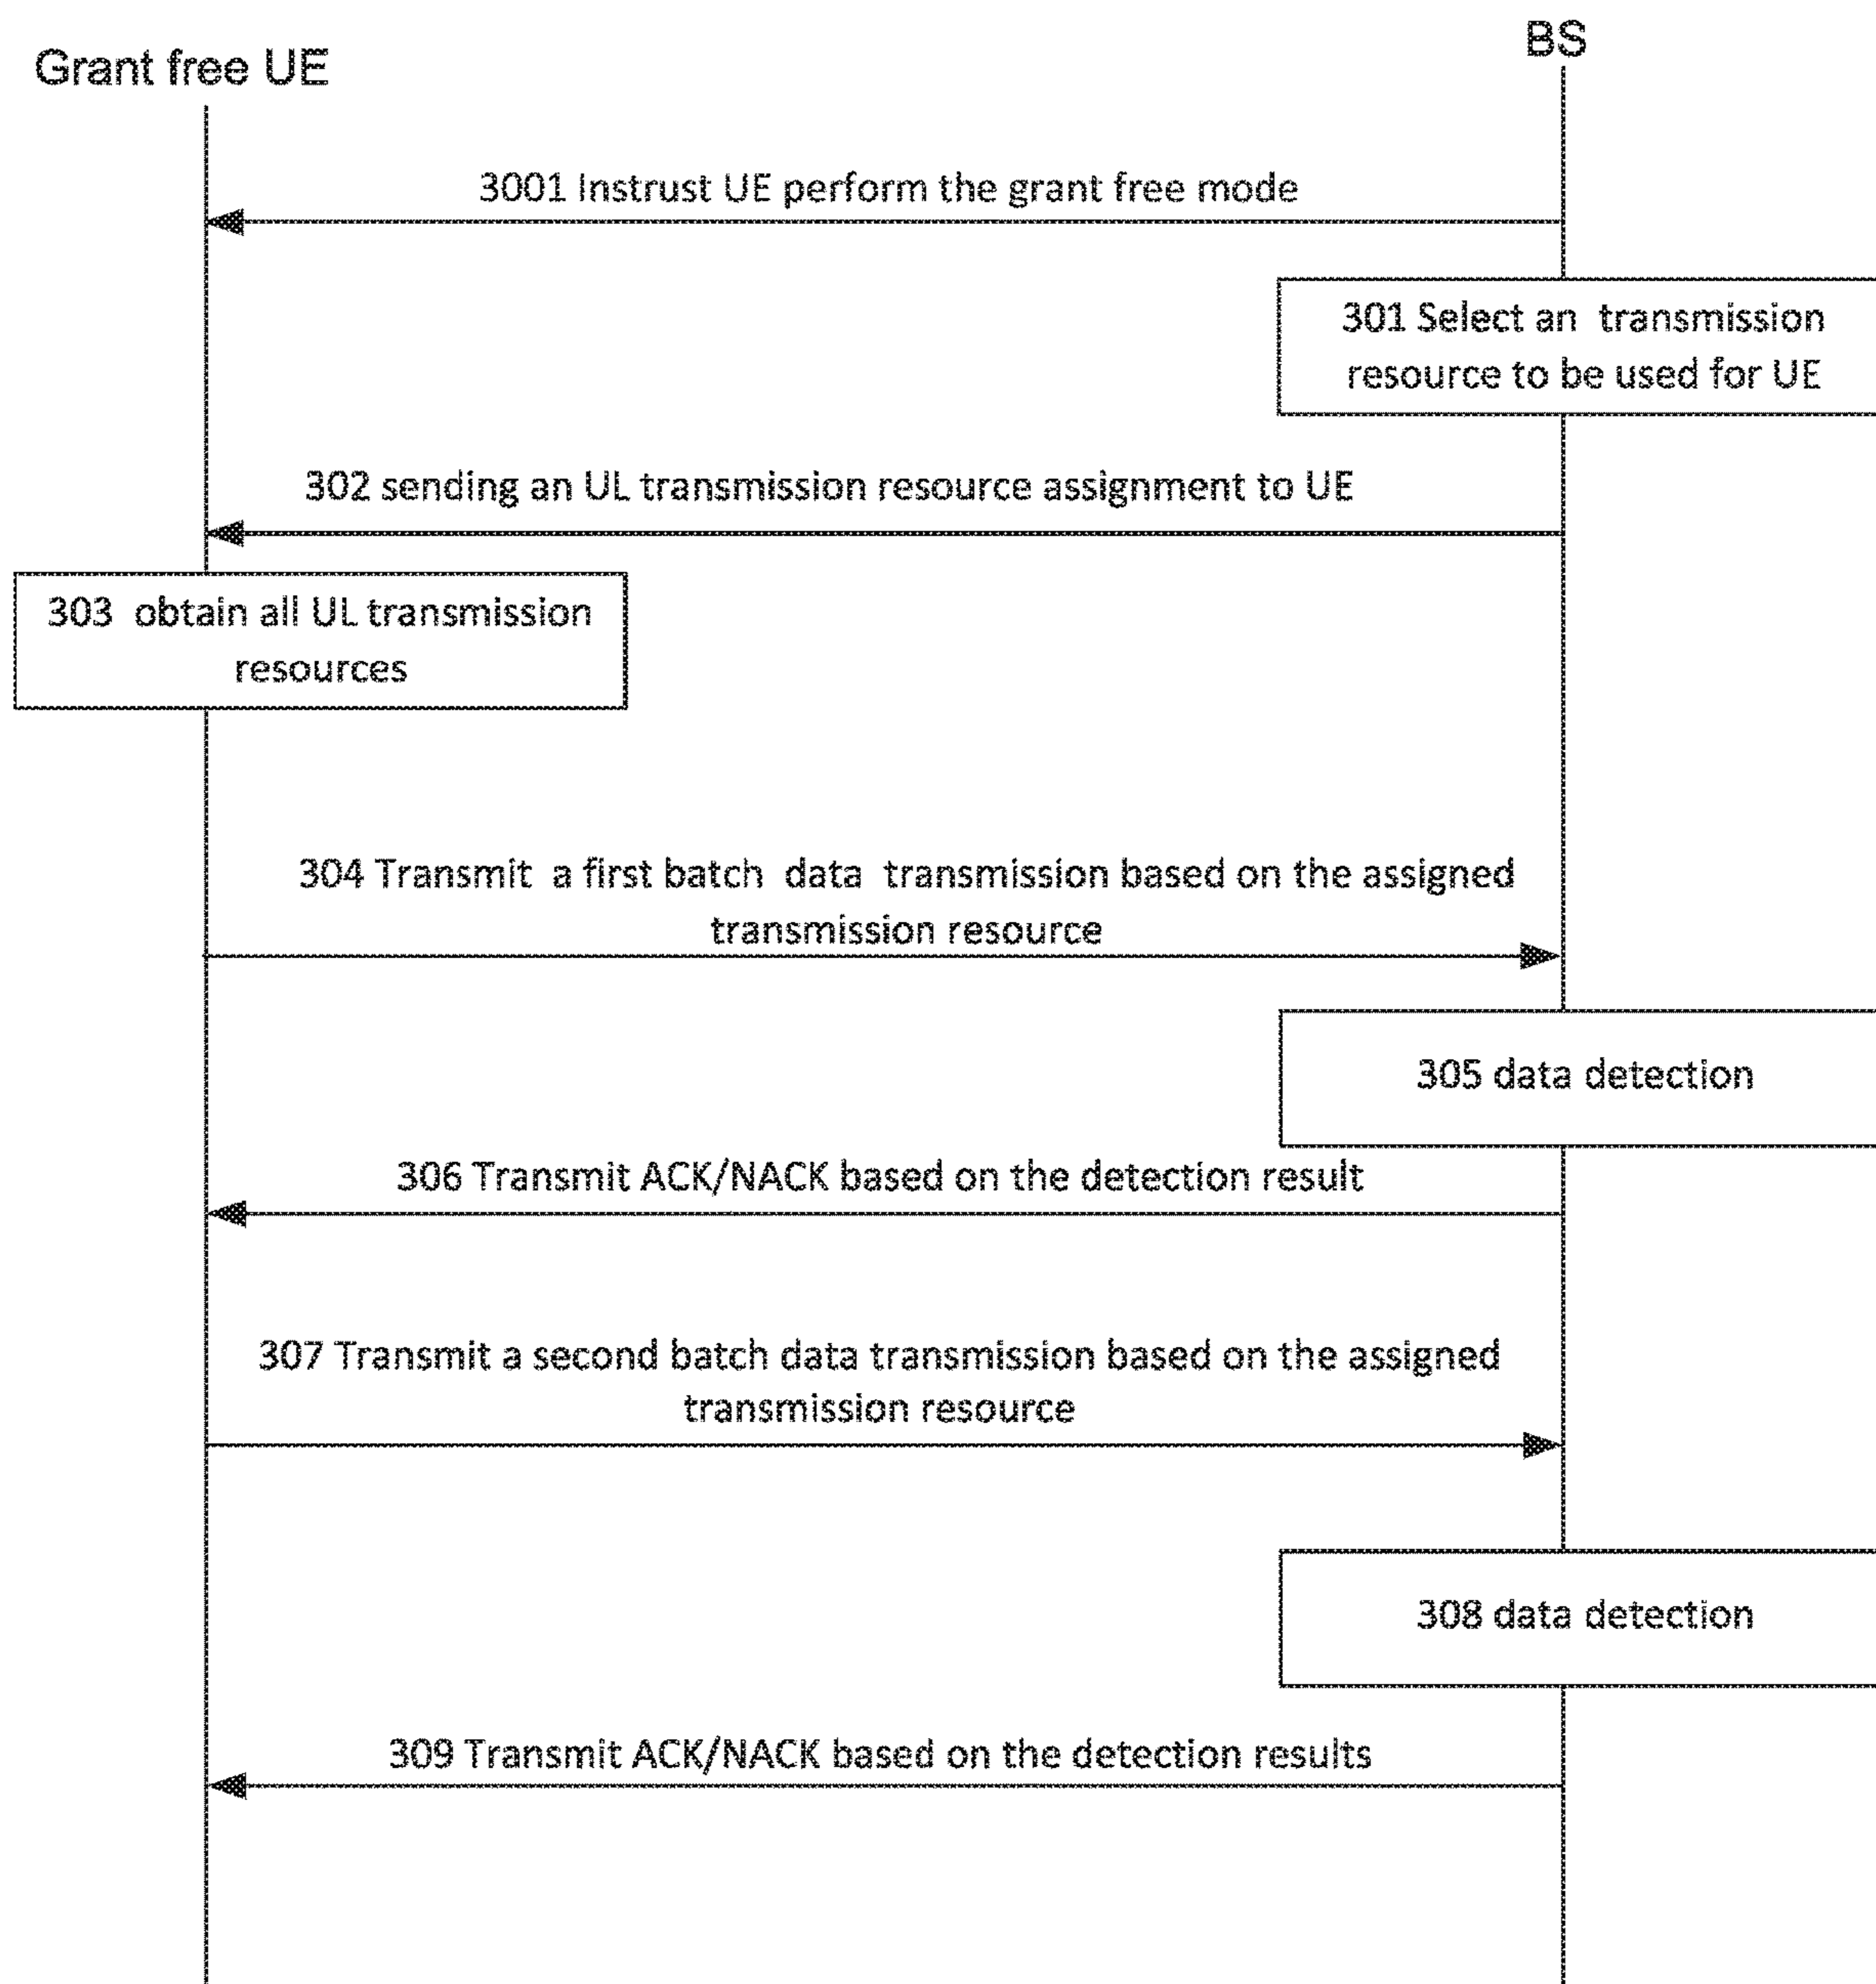 Grant free UE
BS
3001 Instrust UE perform the grant free mode
301 Select an transmission
resource to be used for UE
302 sending an UL transmission resource assignment to UE
303 obtain all UL transmission
resources
304 Transmit a first batch data transmission based on the assigned
transmission resource
305 data detection
306 Transmit ACK/NACK based on the detection result
307 Transmit a second batch data transmission based on the assigned
transmission resource
308 data detection
309 Transmit ACK/NACK based on the detection results